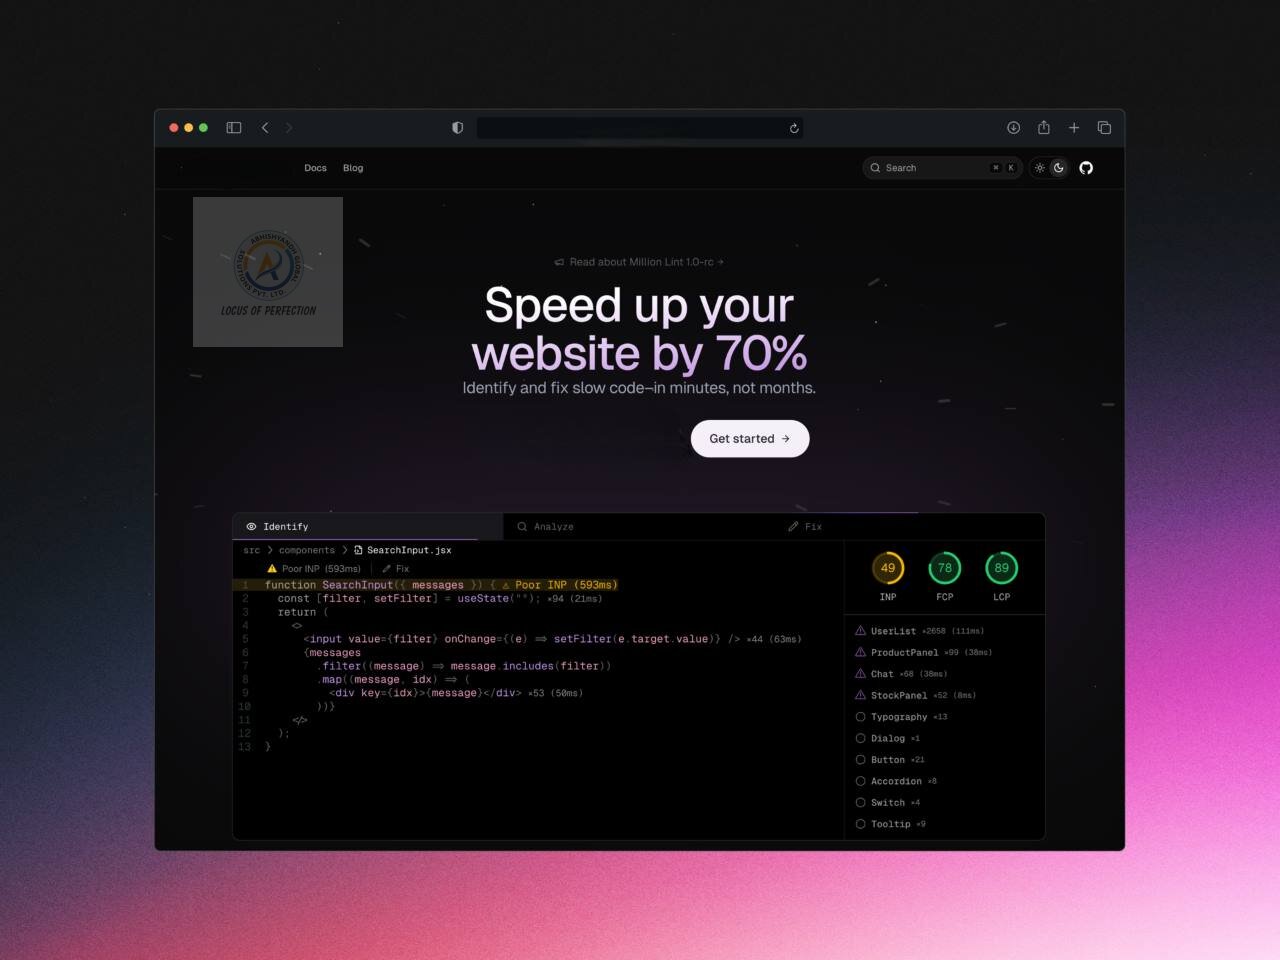 Docs Blog
Search ⌘ K
ABHISHYANDH GLOBAL
SOLUTIONS PVT. LTD.
LOCUS OF PERFECTION
Read about Million Lint 1.0-rc →
Speed up your
website by 70%
Identify and fix slow code—in minutes, not months.
Get started →
Identify
Analyze
Fix
src > components > SearchInput.jsx
Poor INP (593ms) Fix
1 function SearchInput({ messages }) { ⚠ Poor INP (593ms)
2 const [filter, setFilter] = useState(""); ×94 (21ms)
3 return (
4 <>
5 <input value={filter} onChange={(e) => setFilter(e.target.value)} /> ×44 (63ms)
6 {messages
7 .filter((message) => message.includes(filter))
8 .map((message, idx) => (
9 <div key={idx}>{message}</div> ×53 (50ms)
10 ))}
11 </>
12 );
13 }
49 78 89
INP FCP LCP
UserList ×2658 (111ms)
ProductPanel ×99 (38ms)
Chat ×68 (38ms)
StockPanel ×52 (8ms)
Typography ×13
Dialog ×1
Button ×21
Accordion ×8
Switch ×4
Tooltip ×9